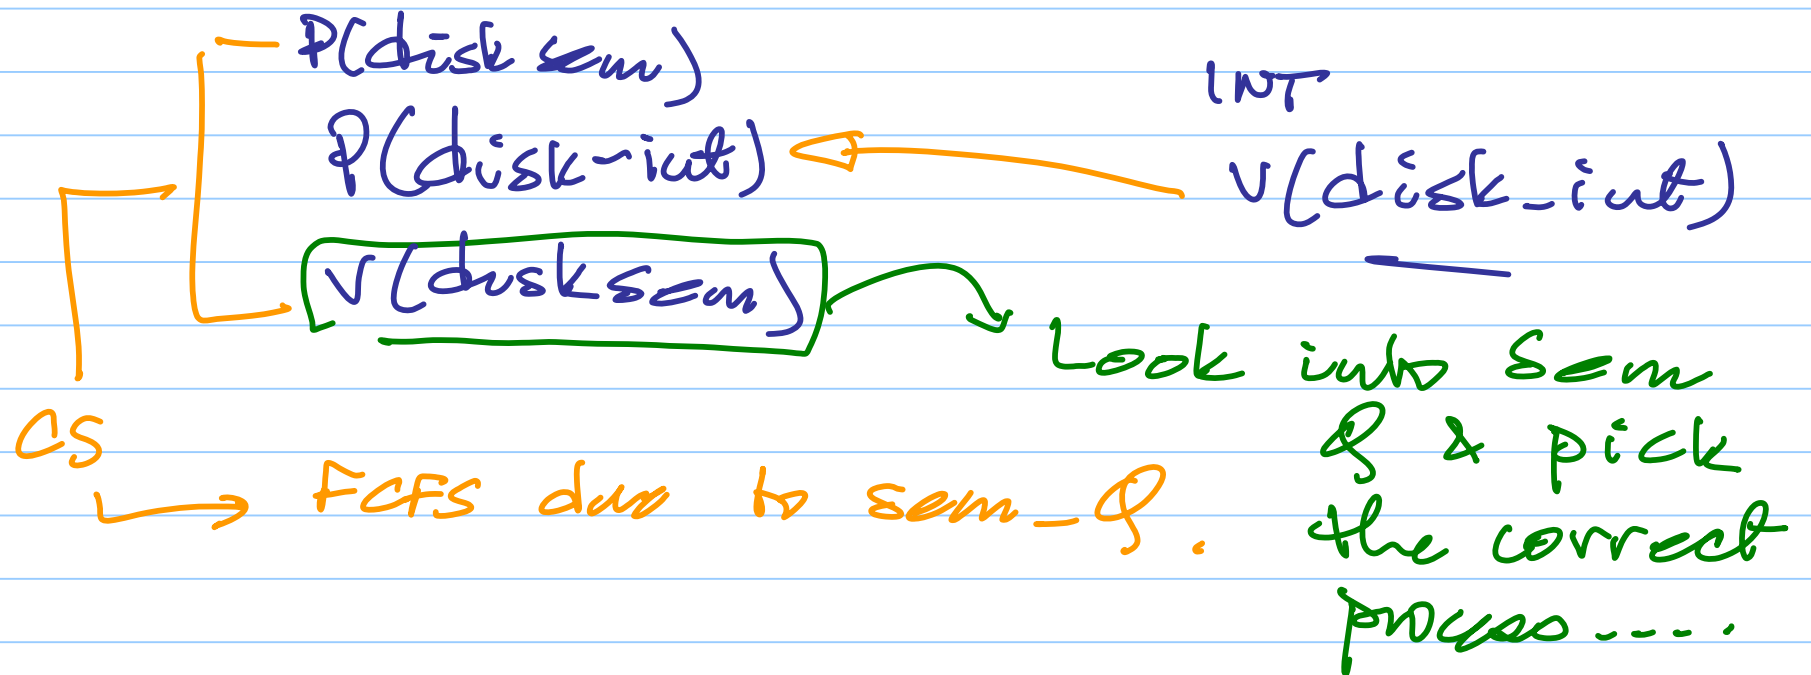 P(disk sem)
INT
P(disk-int)
V(disk_int)
V(disksem)
Look into Sem
Q & pick
the correct
process.....
CS
FCFS due to sem_Q.